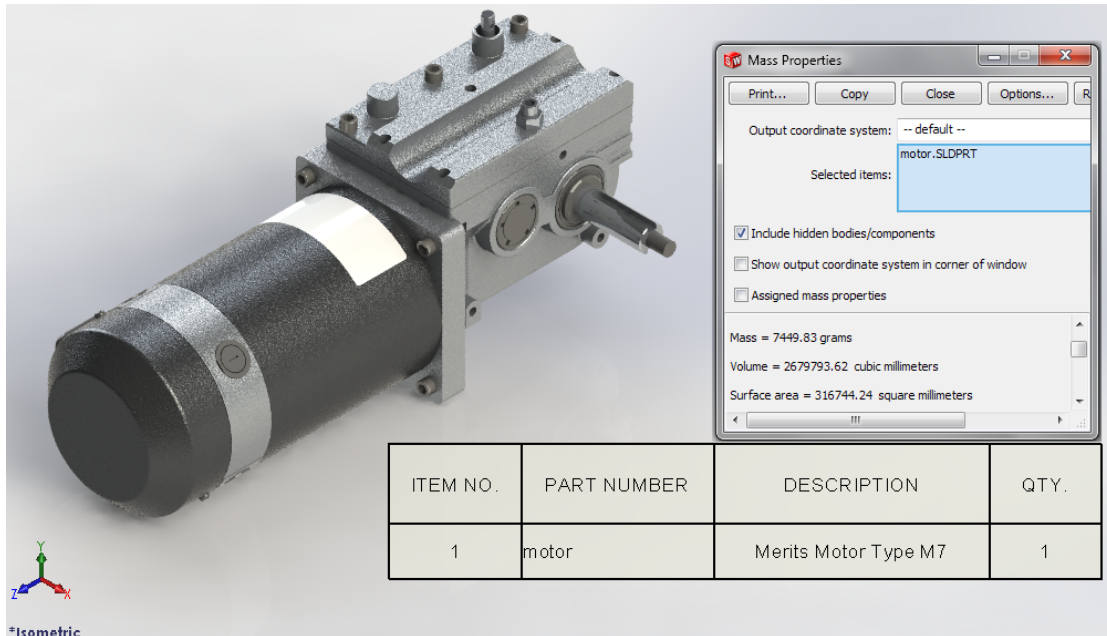 Mass Properties
Print... Copy Close Options... R
Output coordinate system: -- default --
Selected items: motor.SLDPRT
Include hidden bodies/components
Show output coordinate system in corner of window
Assigned mass properties
Mass = 7449.83 grams
Volume = 2679793.62 cubic millimeters
Surface area = 316744.24 square millimeters
ITEM NO. PART NUMBER DESCRIPTION QTY.
1 motor Merits Motor Type M7 1
Y
Z X
*Isometric